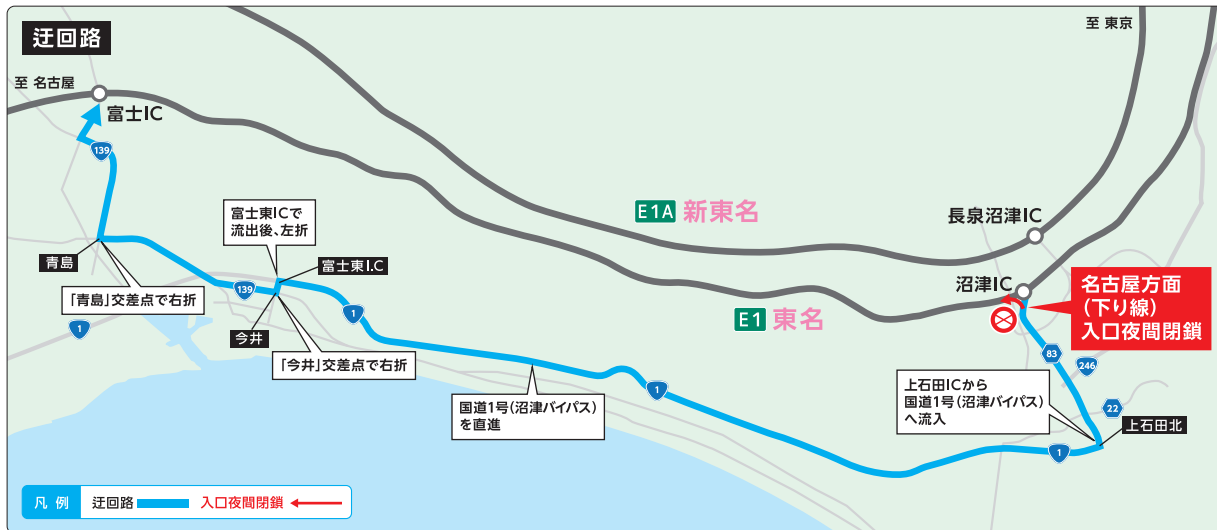 迂回路
至 東京
至 名古屋
富士IC
139
E1A 新東名
長泉沼津IC
富士東ICで
流出後、左折
青島
富士東I.C
沼津IC
名古屋方面
(下り線)
入口夜間閉鎖
「青島」交差点で右折
139
1
E1 東名
1
今井
83
246
「今井」交差点で右折
上石田ICから
国道1号(沼津バイパス)
へ流入
1
22
国道1号(沼津バイパス)
を直進
上石田北
1
凡 例 迂回路 入口夜間閉鎖